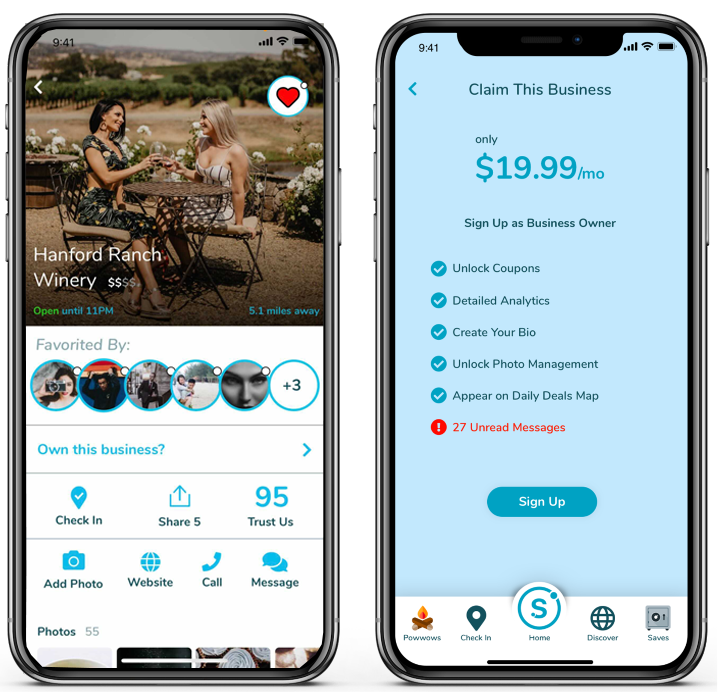 9:41
Hanford Ranch
Winery $$$$
Open until 11PM 5.1 miles away
Favorited By:
+3
Own this business?
Check In
Share 5
95
Trust Us
Add Photo
Website
Call
Message
Photos 55
9:41
Claim This Business
only
$19.99/mo
Sign Up as Business Owner
Unlock Coupons
Detailed Analytics
Create Your Bio
Unlock Photo Management
Appear on Daily Deals Map
27 Unread Messages
Sign Up
Powwows
Check In
S
Home
Discover
Saves